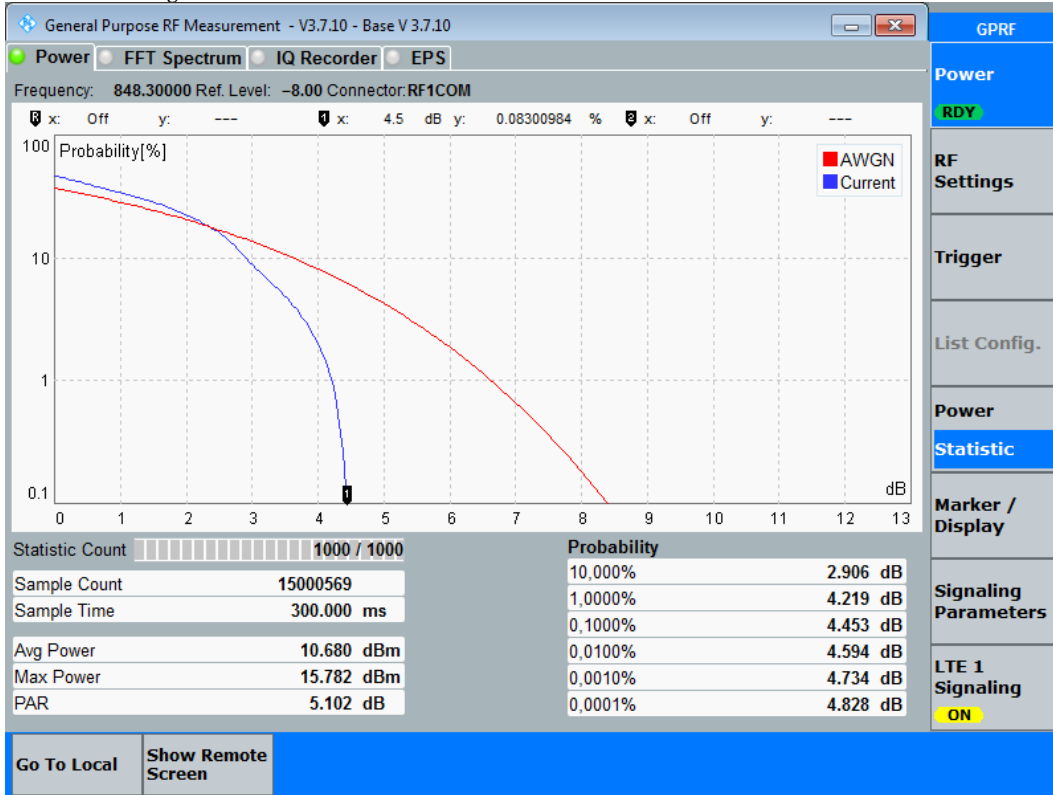 General Purpose RF Measurement - V3.7.10 - Base V 3.7.10
GPRF
Power FFT Spectrum IQ Recorder EPS
Frequency: 848.30000 Ref. Level: -8.00 Connector: RF1COM
R x: Off y: --- 1 x: 4.5 dB y: 0.08300984 % 2 x: Off y: ---
Probability[%]
AWGN
Current
100
10
1
0.1
dB
0 1 2 3 4 5 6 7 8 9 10 11 12 13
1
Statistic Count 1000 / 1000
Sample Count 15000569
Sample Time 300.000 ms
Avg Power 10.680 dBm
Max Power 15.782 dBm
PAR 5.102 dB
Probability
10,000% 2.906 dB
1,0000% 4.219 dB
0,1000% 4.453 dB
0,0100% 4.594 dB
0,0010% 4.734 dB
0,0001% 4.828 dB
Power
RDY
RF
Settings
Trigger
List Config.
Power
Statistic
Marker /
Display
Signaling
Parameters
LTE 1
Signaling
ON
Go To Local
Show Remote
Screen